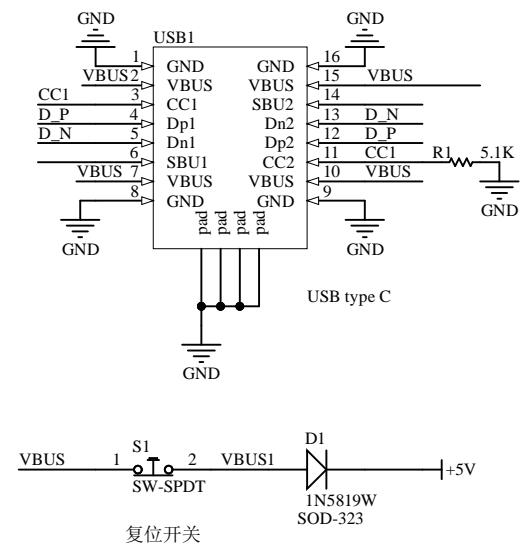 GND GND
USB1
1 GND GND 16
VBUS 2 VBUS VBUS 15 VBUS
CC1 3 CC1 SBU2 14
D_P 4 Dp1 Dn2 13 D_N
D_N 5 Dn1 Dp2 12 D_P
6 SBU1 CC2 11 CC1 R1 5.1K
VBUS 7 VBUS VBUS 10 VBUS
8 GND GND 9
pad pad pad pad
GND GND GND
USB type C
GND
S1 D1
VBUS 1 2 VBUS1 +5V
SW-SPDT 1N5819W
SOD-323
复位开关